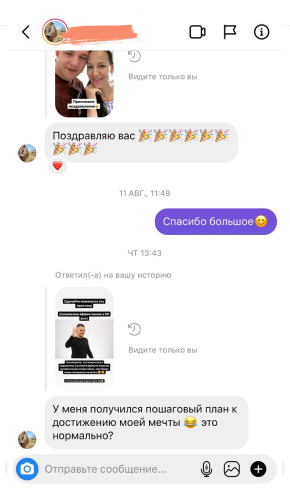 Принимаем
поздравления
Видите только вы
Поздравляю вас 🎉🎉🎉🎉🎉🎉
🎉🎉🎉
11 АВГ., 11:49
Спасибо большое😊
ЧТ 13:43
Ответил(-а) на вашу историю
Видите только вы
У меня получился пошаговый план к
достижению моей мечты 😂 это
нормально?
Отправьте сообщение...